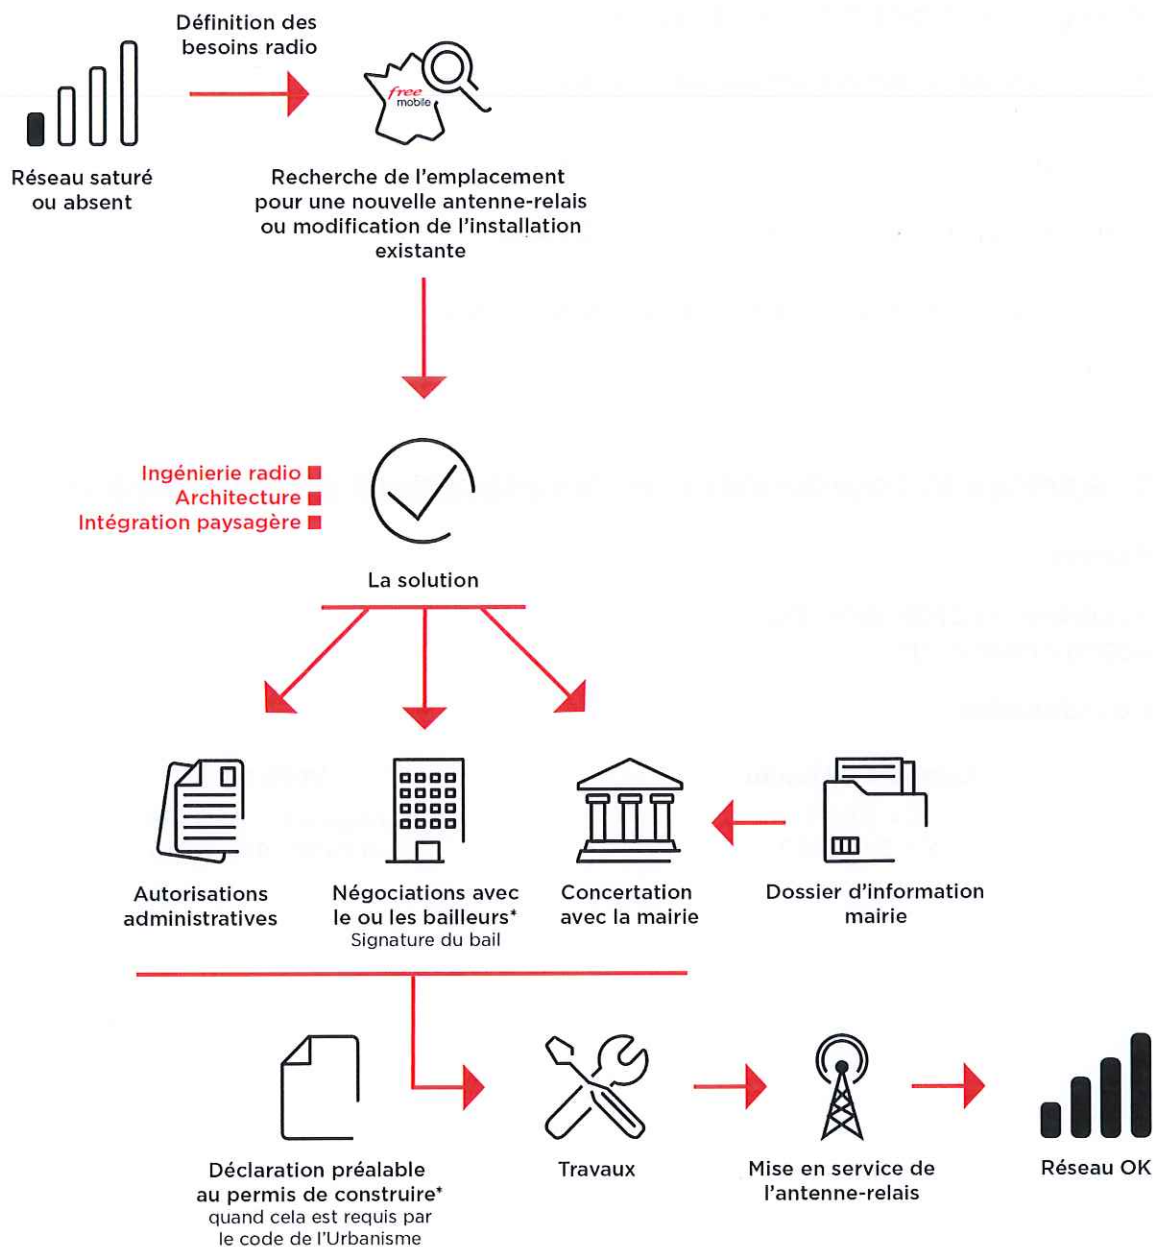 Définition des
besoins radio
free
mobile
Réseau saturé
ou absent
Recherche de l'emplacement
pour une nouvelle antenne-relais
ou modification de l'installation
existante
Ingénierie radio
Architecture
Intégration paysagère
La solution
Autorisations
administratives
Négociations avec
le ou les bailleurs*
Signature du bail
Concertation
avec la mairie
Dossier d'information
mairie
Déclaration préalable
au permis de construire*
quand cela est requis par
le code de l'Urbanisme
Travaux
Mise en service de
l'antenne-relais
Réseau OK